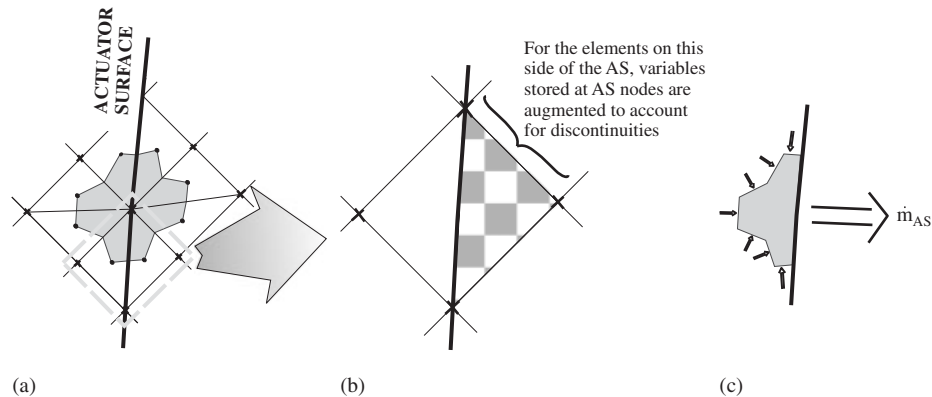 ACTUATOR
SURFACE
For the elements on this
side of the AS, variables
stored at AS nodes are
augmented to account
for discontinuities
ṁAS
(a)
(b)
(c)